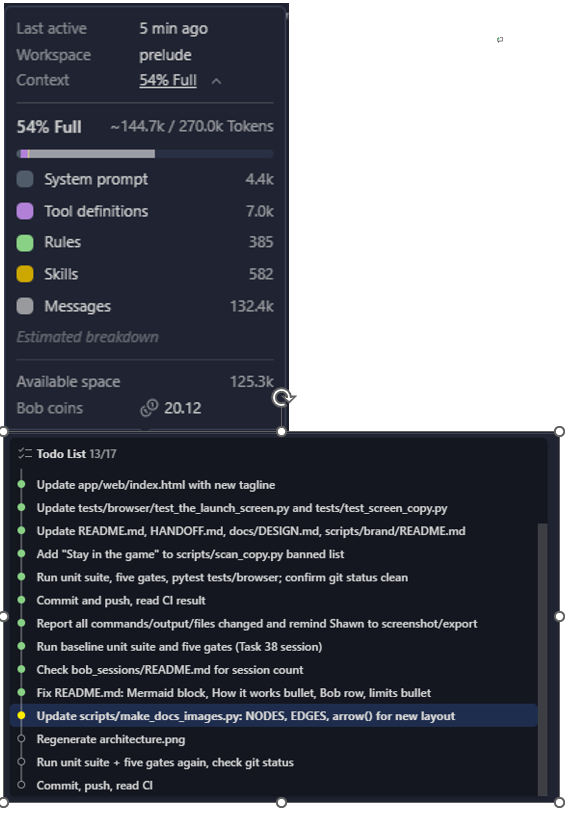 Last active 5 min ago
Workspace prelude
Context 54% Full
54% Full ~144.7k / 270.0k Tokens
System prompt 4.4k
Tool definitions 7.0k
Rules 385
Skills 582
Messages 132.4k
Estimated breakdown
Available space 125.3k
Bob coins 20.12
Todo List 13/17
Update app/web/index.html with new tagline
Update tests/browser/test_the_launch_screen.py and tests/test_screen_copy.py
Update README.md, HANDOFF.md, docs/DESIGN.md, scripts/brand/README.md
Add "Stay in the game" to scripts/scan_copy.py banned list
Run unit suite, five gates, pytest tests/browser; confirm git status clean
Commit and push, read CI result
Report all commands/output/files changed and remind Shawn to screenshot/export
Run baseline unit suite and five gates (Task 38 session)
Check bob_sessions/README.md for session count
Fix README.md: Mermaid block, How it works bullet, Bob row, limits bullet
Update scripts/make_docs_images.py: NODES, EDGES, arrow() for new layout
Regenerate architecture.png
Run unit suite + five gates again, check git status
Commit, push, read CI